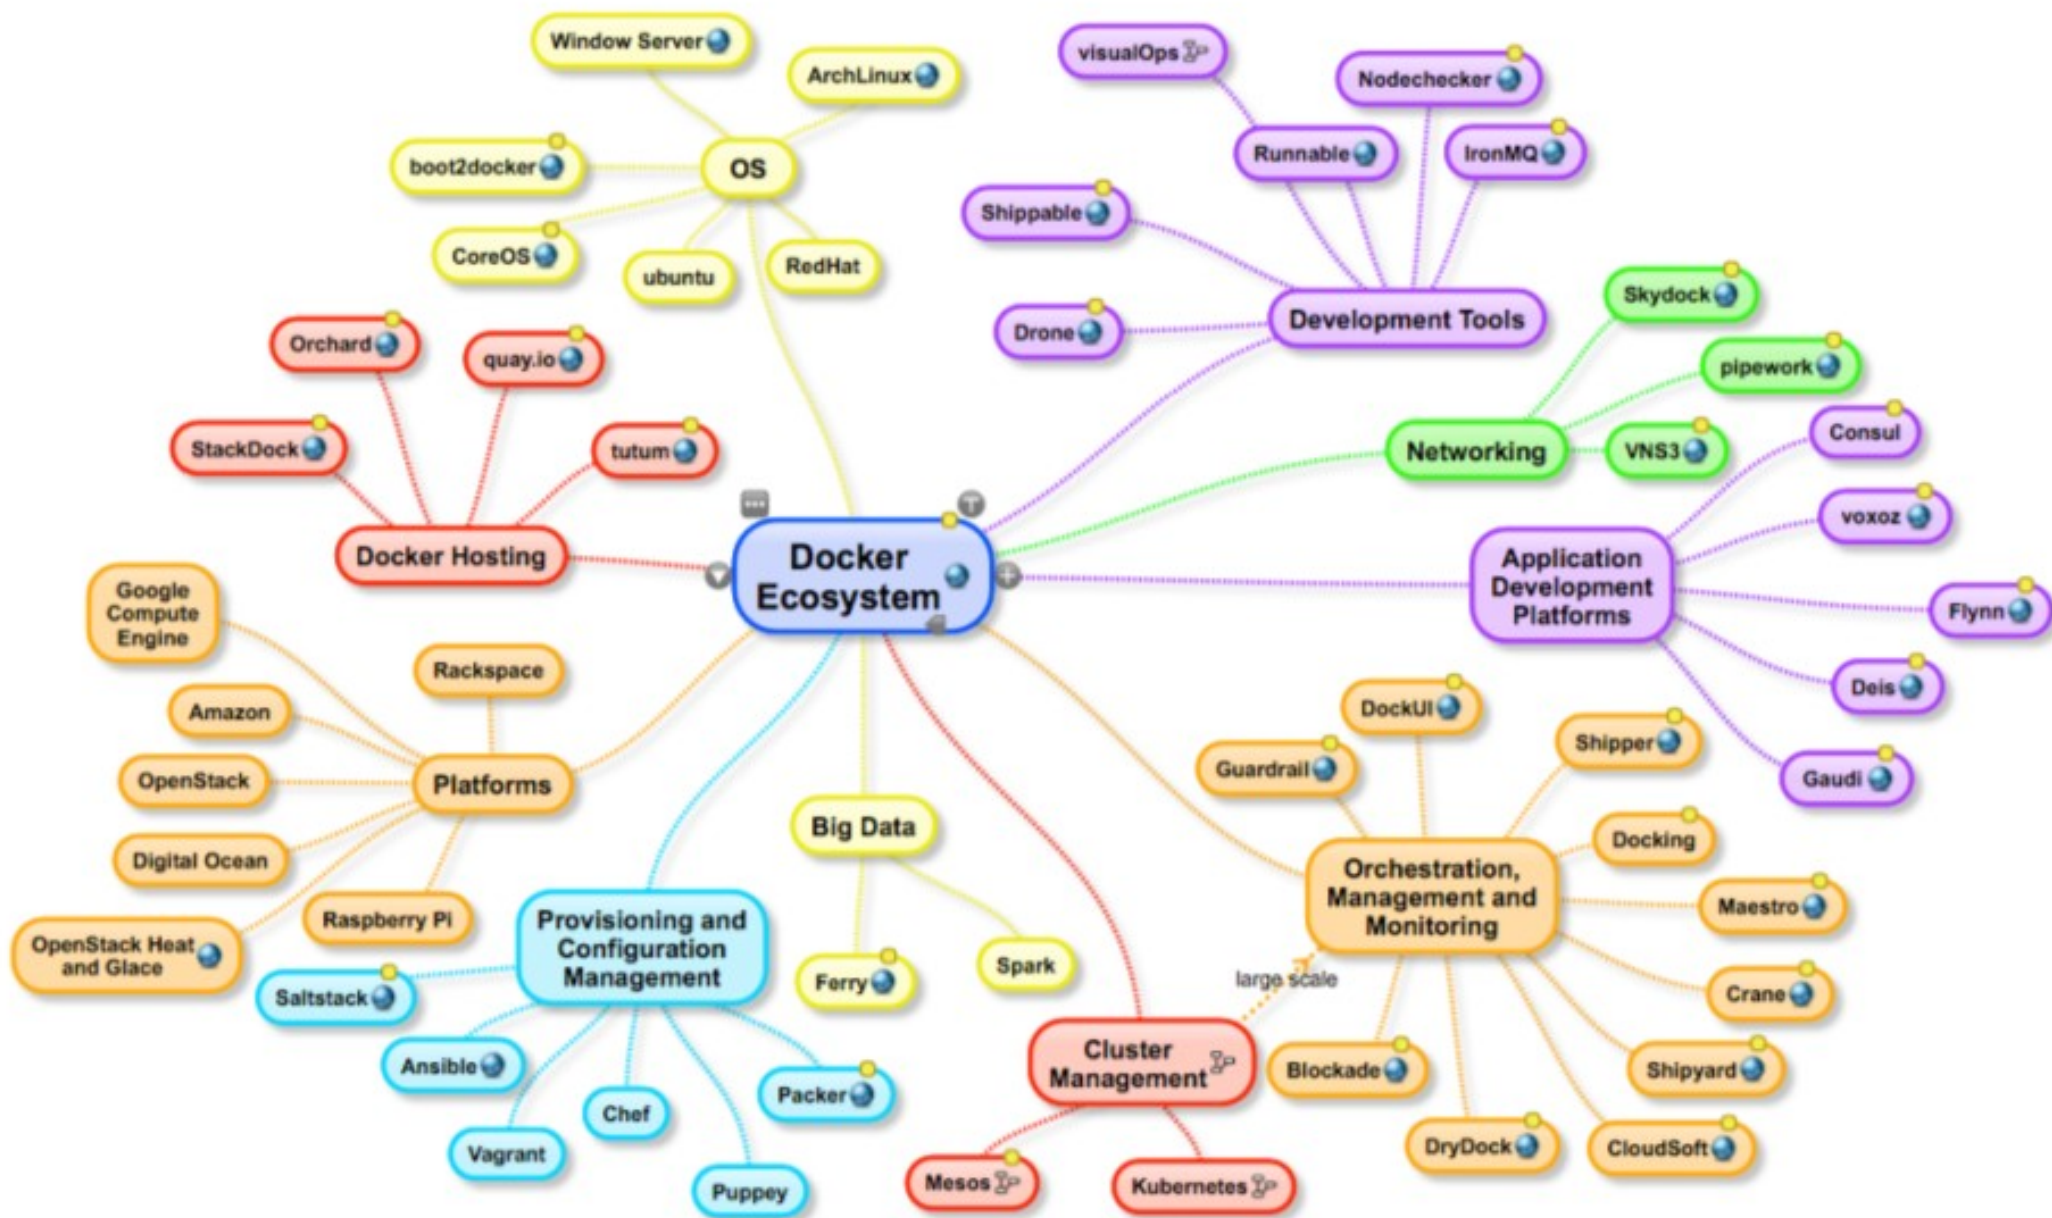 Window Server
ArchLinux
boot2docker
OS
CoreOS
ubuntu
RedHat
visualOps
Nodechecker
Runnable
IronMQ
Shippable
Drone
Development Tools
Skydock
pipework
Networking
VNS3
Orchard
quay.io
StackDock
tutum
Docker Hosting
Docker
Ecosystem
Consul
voxoz
Application
Development
Platforms
Flynn
Deis
Gaudi
Google
Compute
Engine
Rackspace
Amazon
OpenStack
Platforms
Digital Ocean
Raspberry Pi
OpenStack Heat
and Glace
Big Data
Ferry
Spark
Provisioning and
Configuration
Management
Saltstack
Ansible
Vagrant
Chef
Puppey
Packer
DockUI
Guardrail
Shipper
Docking
Orchestration,
Management and
Monitoring
Maestro
Crane
Shipyard
CloudSoft
DryDock
Blockade
large scale
Cluster
Management
Mesos
Kubernetes